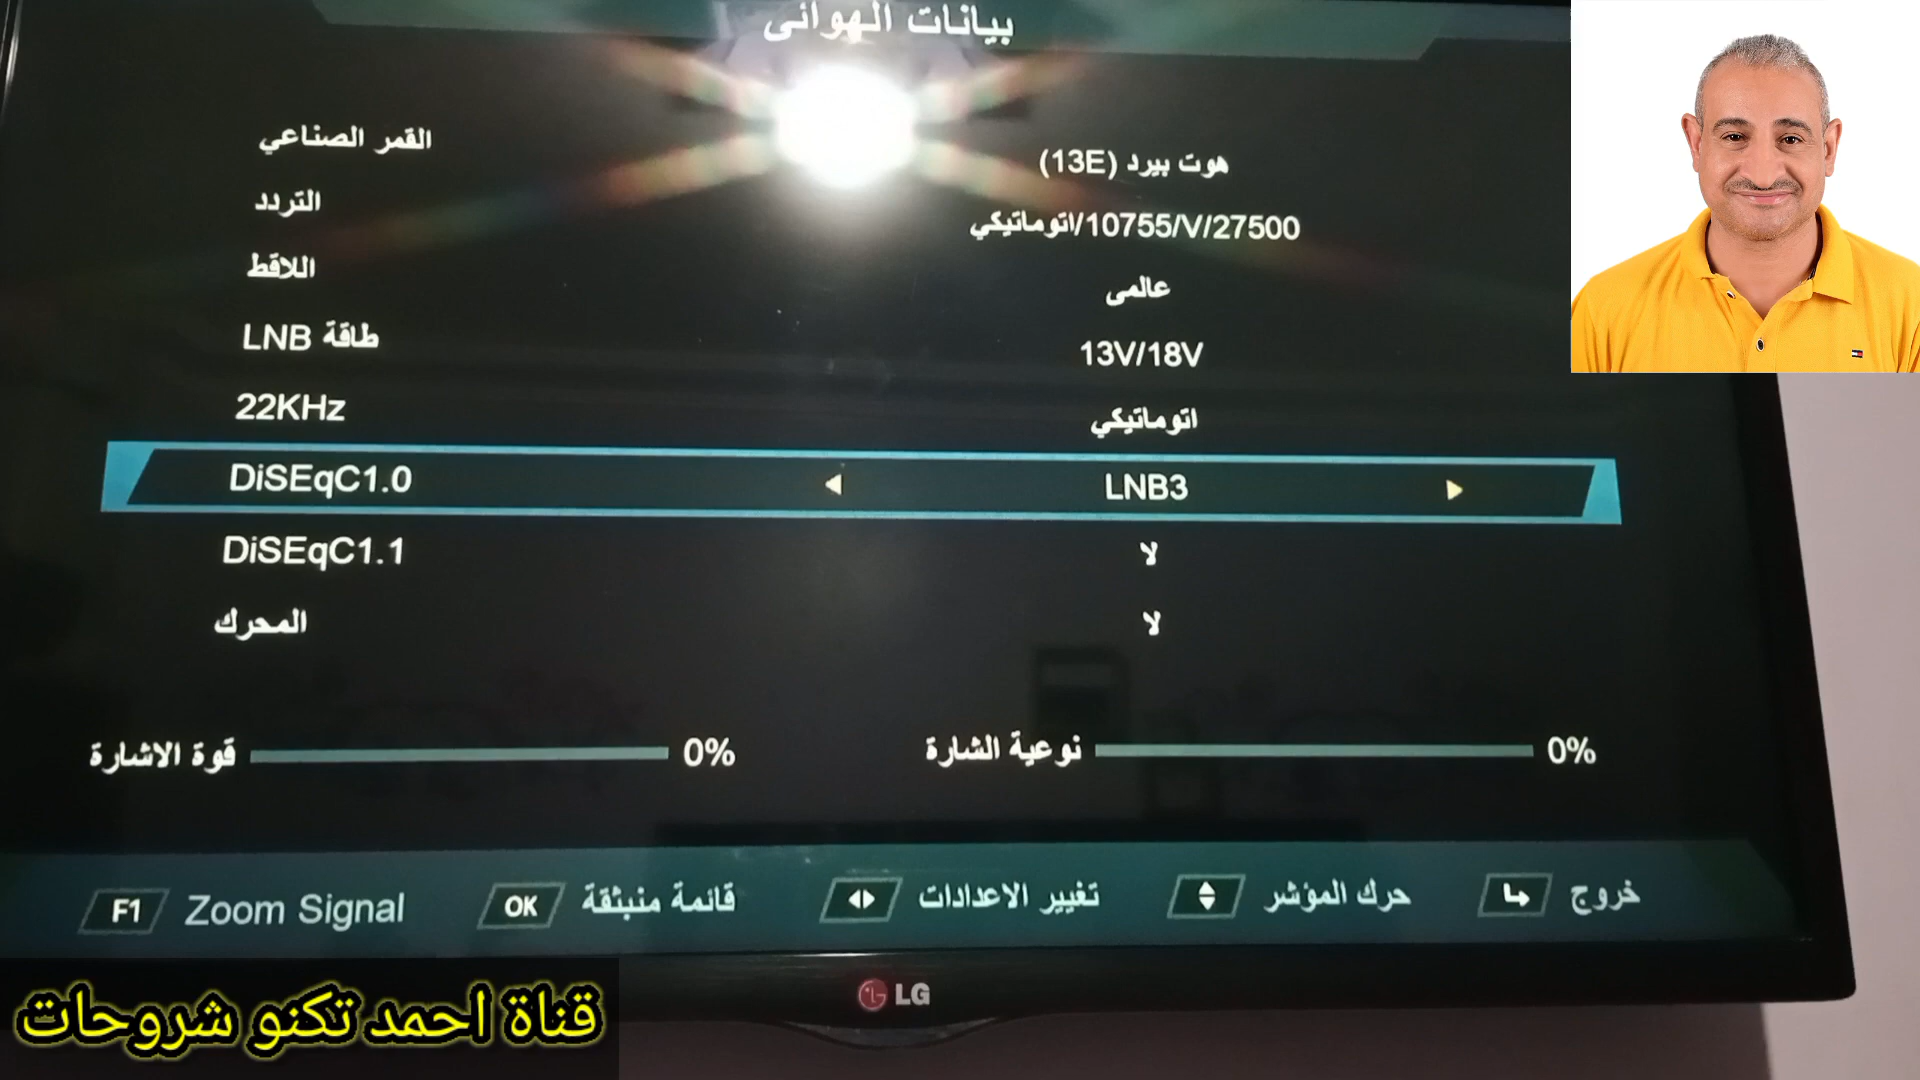 بيانات الهوائى
القمر الصناعي
هوت بيرد (13E)
التردد
اتوماتيكي/10755/V/27500
اللاقط
عالمى
طاقة LNB
13V/18V
22KHz
اتوماتيكي
DiSEqC1.0
LNB3
DiSEqC1.1
لا
المحرك
لا
قوة الاشارة
0%
نوعية الشارة
0%
F1 Zoom Signal
OK قائمة منبثقة
تغيير الاعدادات
حرك المؤشر
خروج
LG
قناة احمد تكنو شروحات